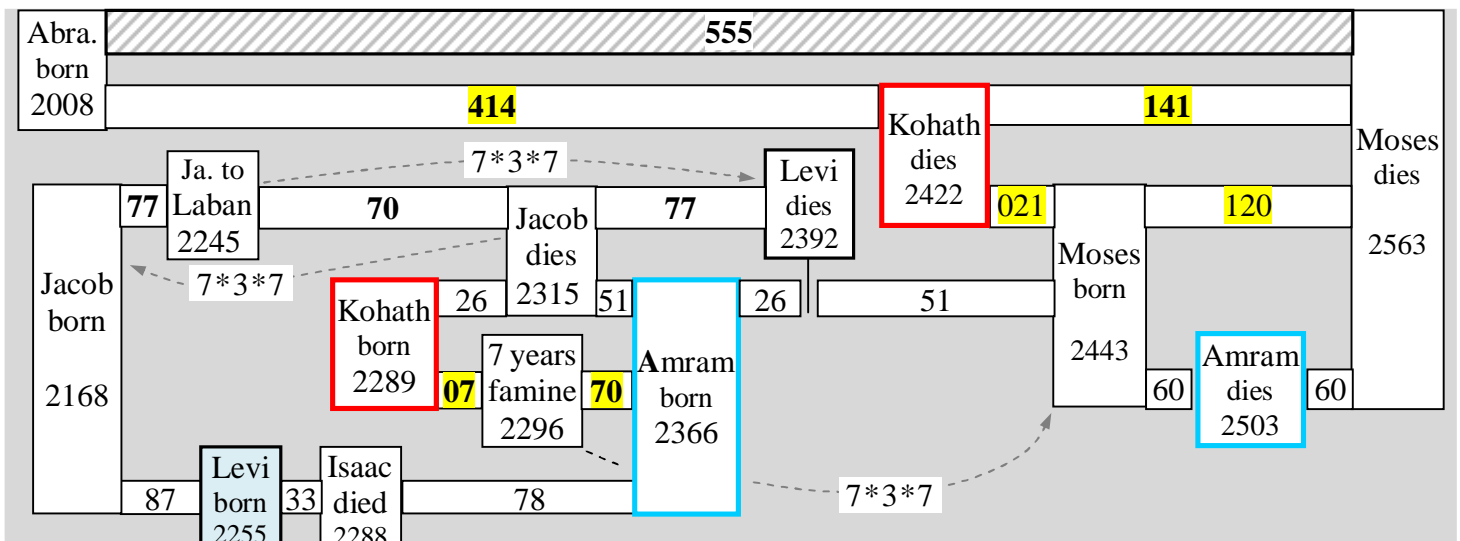 Abra.
born
2008
555
414
141
Kohath
dies
2422
Moses
dies
2563
Ja. to
Laban
2245
7*3*7
Levi
dies
2392
77
70
77
021
120
Jacob
born
2168
7*3*7
Jacob
dies
2315
Moses
born
2443
Kohath
born
2289
26
51
26
51
07
7 years
famine
2296
70
Amram
born
2366
60
Amram
dies
2503
60
87
Levi
born
2255
33
Isaac
died
2288
78
7*3*7